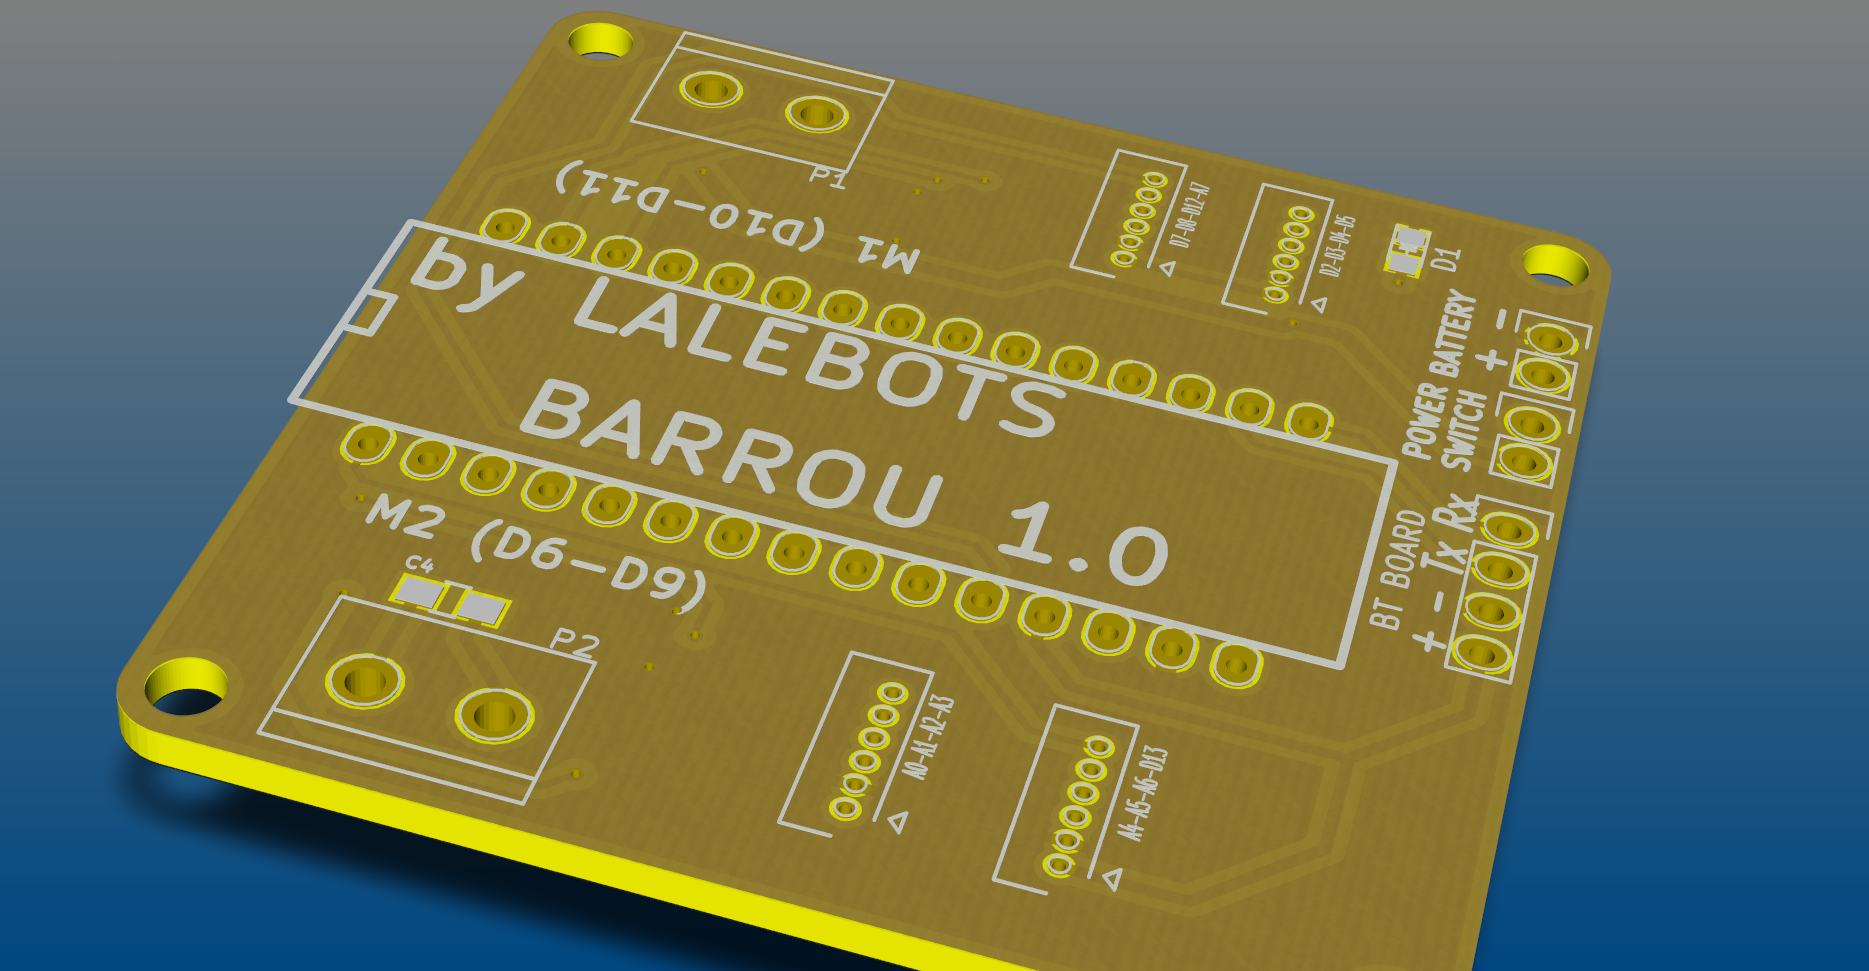 P1
M1 (D10-D11)
D7-D8-D12-A7
D2-D3-D4-D5
D1
by LALEBOTS
BARROU 1.0
- +
POWER BATTERY
SWITCH
BT BOARD
+ - Tx Rx
M2 (D6-D9)
C4
P2
A0-A1-A2-A3
A4-A5-A6-D13